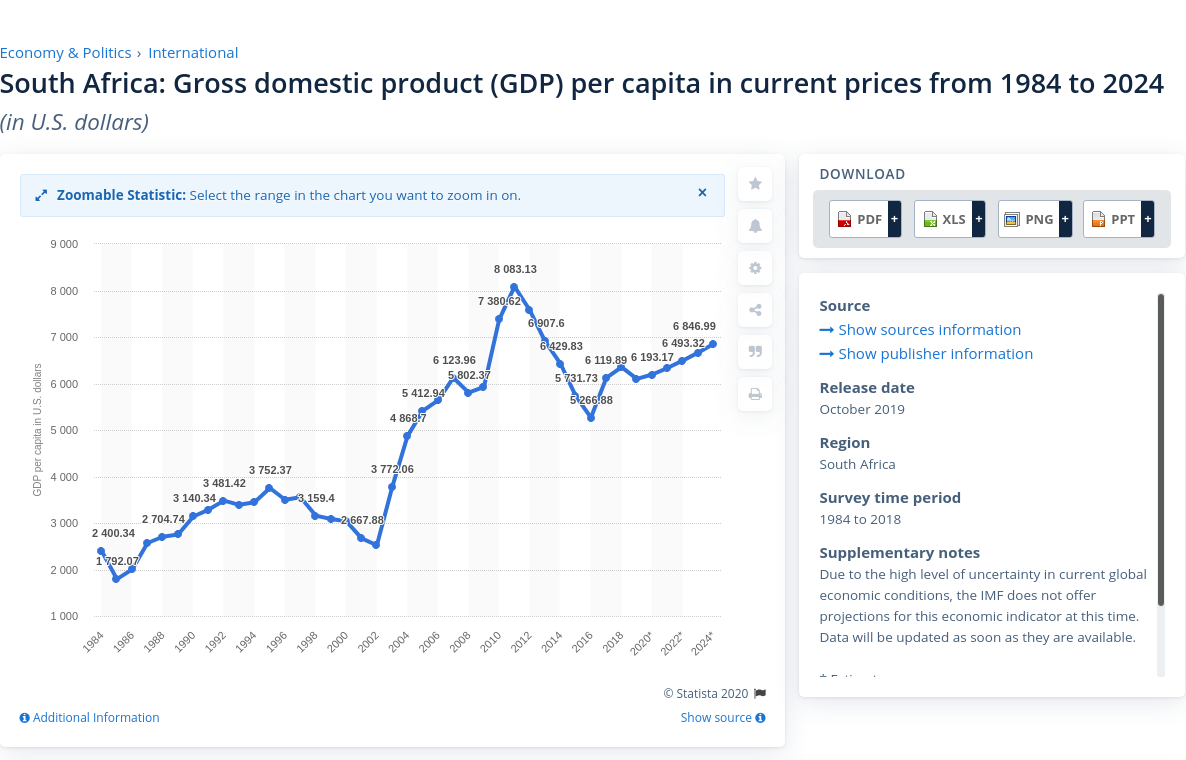 Economy & Politics › International
South Africa: Gross domestic product (GDP) per capita in current prices from 1984 to 2024
(in U.S. dollars)
Zoomable Statistic: Select the range in the chart you want to zoom in on. ×
GDP per capita in U.S. dollars
9 000
8 000
7 000
6 000
5 000
4 000
3 000
2 000
1 000
2 400.34
1 792.07
2 704.74
3 140.34
3 481.42
3 752.37
3 159.4
2 667.88
3 772.06
4 868.7
5 412.94
6 123.96
5 802.37
7 380.62
8 083.13
6 907.6
6 429.83
5 731.73
5 266.88
6 119.89
6 193.17
6 493.32
6 846.99
1984
1986
1988
1990
1992
1994
1996
1998
2000
2002
2004
2006
2008
2010
2012
2014
2016
2018
2020*
2022*
2024*
© Statista 2020
Additional Information
Show source
DOWNLOAD
PDF +
XLS +
PNG +
PPT +
Source
Show sources information
Show publisher information
Release date
October 2019
Region
South Africa
Survey time period
1984 to 2018
Supplementary notes
Due to the high level of uncertainty in current global
economic conditions, the IMF does not offer
projections for this economic indicator at this time.
Data will be updated as soon as they are available.